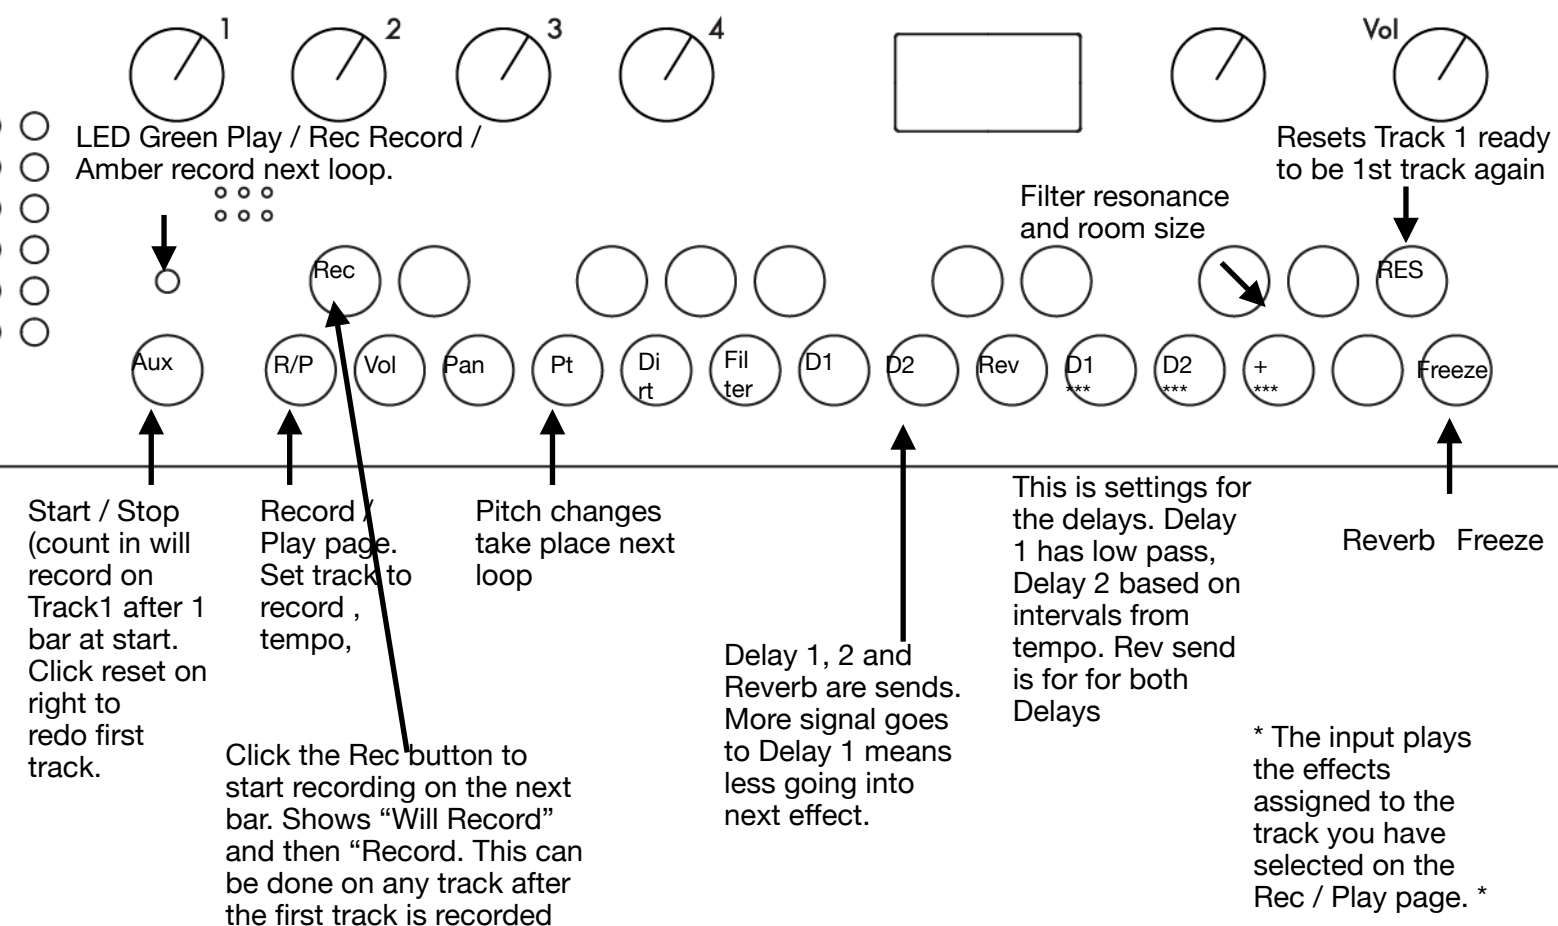 1
2
3
4
Vol
LED Green Play / Rec Record /
Amber record next loop.
Resets Track 1 ready
to be 1st track again
Filter resonance
and room size
Rec
RES
Aux
R/P
Vol
Pan
Pt
Di
rt
Fil
ter
D1
D2
Rev
D1
***
D2
***
+
***
Freeze
Start / Stop
(count in will
record on
Track1 after 1
bar at start.
Click reset on
right to
redo first
track.
Record /
Play page.
Set track to
record ,
tempo,
Pitch changes
take place next
loop
Click the Rec button to
start recording on the next
bar. Shows “Will Record”
and then “Record. This can
be done on any track after
the first track is recorded
Delay 1, 2 and
Reverb are sends.
More signal goes
to Delay 1 means
less going into
next effect.
This is settings for
the delays. Delay
1 has low pass,
Delay 2 based on
intervals from
tempo. Rev send
is for for both
Delays
Reverb Freeze
* The input plays
the effects
assigned to the
track you have
selected on the
Rec / Play page. *